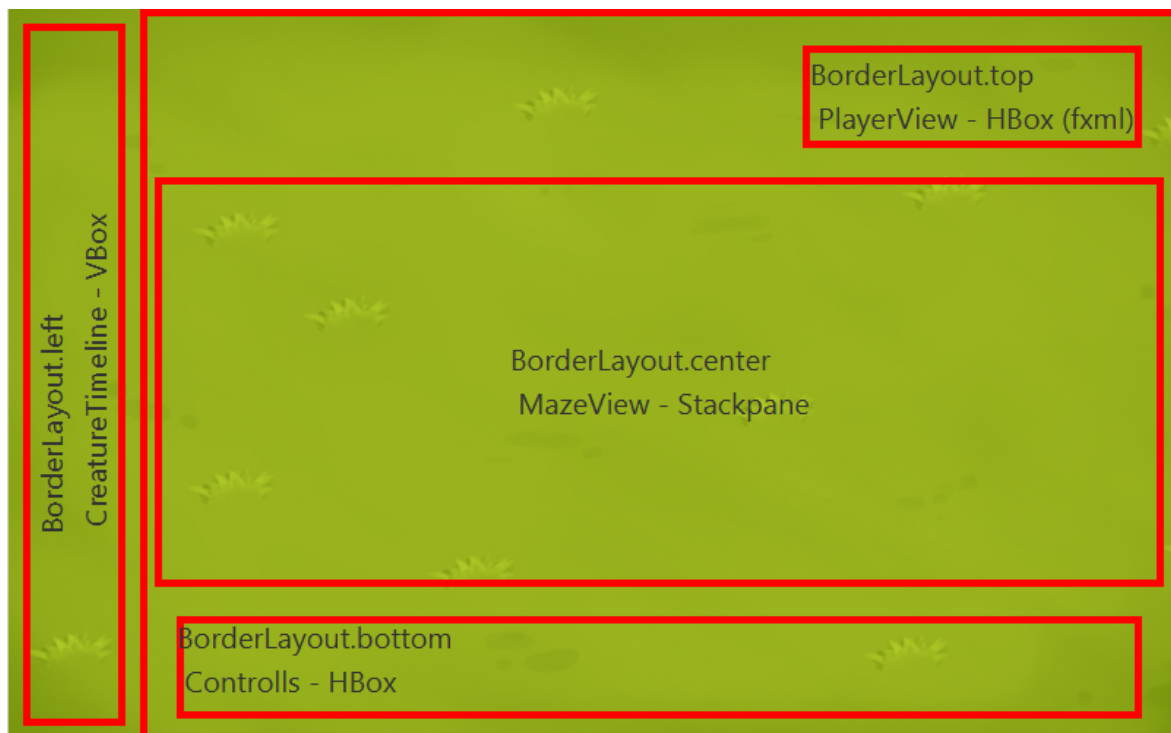 BorderLayout.left
CreatureTimeline - VBox
BorderLayout.top
PlayerView - HBox (fxml)
BorderLayout.center
MazeView - Stackpane
BorderLayout.bottom
Controlls - HBox